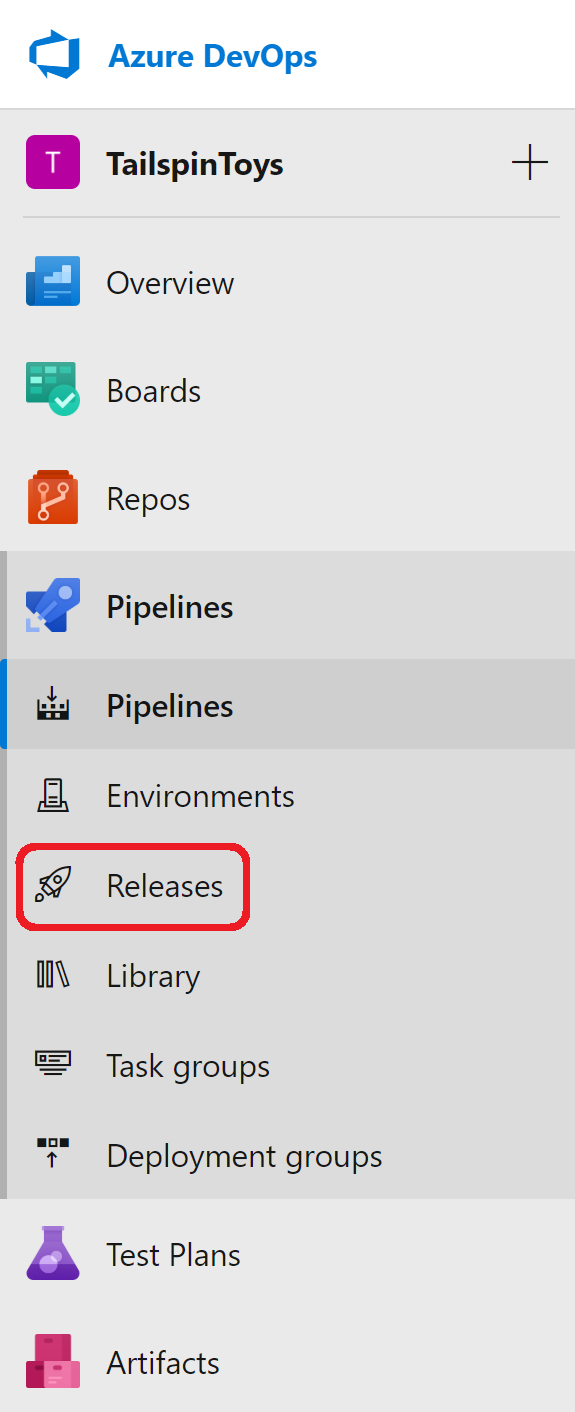 Azure DevOps
T TailspinToys
Overview
Boards
Repos
Pipelines
Pipelines
Environments
Releases
Library
Task groups
Deployment groups
Test Plans
Artifacts